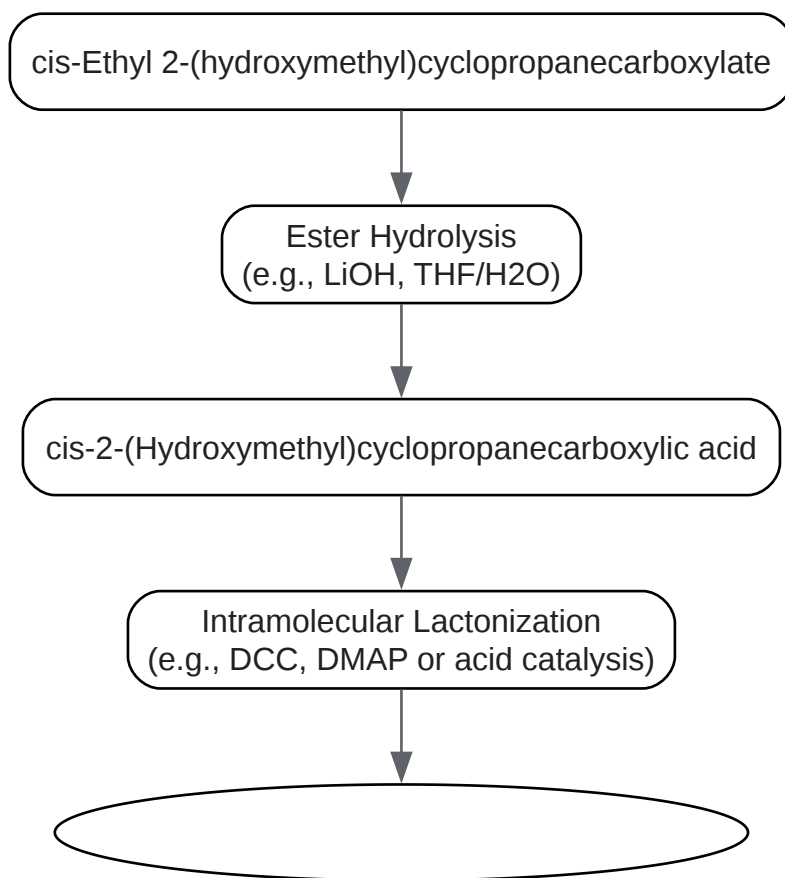 cis-Ethyl 2-(hydroxymethyl)cyclopropanecarboxylate
Ester Hydrolysis
(e.g., LiOH, THF/H2O)
cis-2-(Hydroxymethyl)cyclopropanecarboxylic acid
Intramolecular Lactonization
(e.g., DCC, DMAP or acid catalysis)